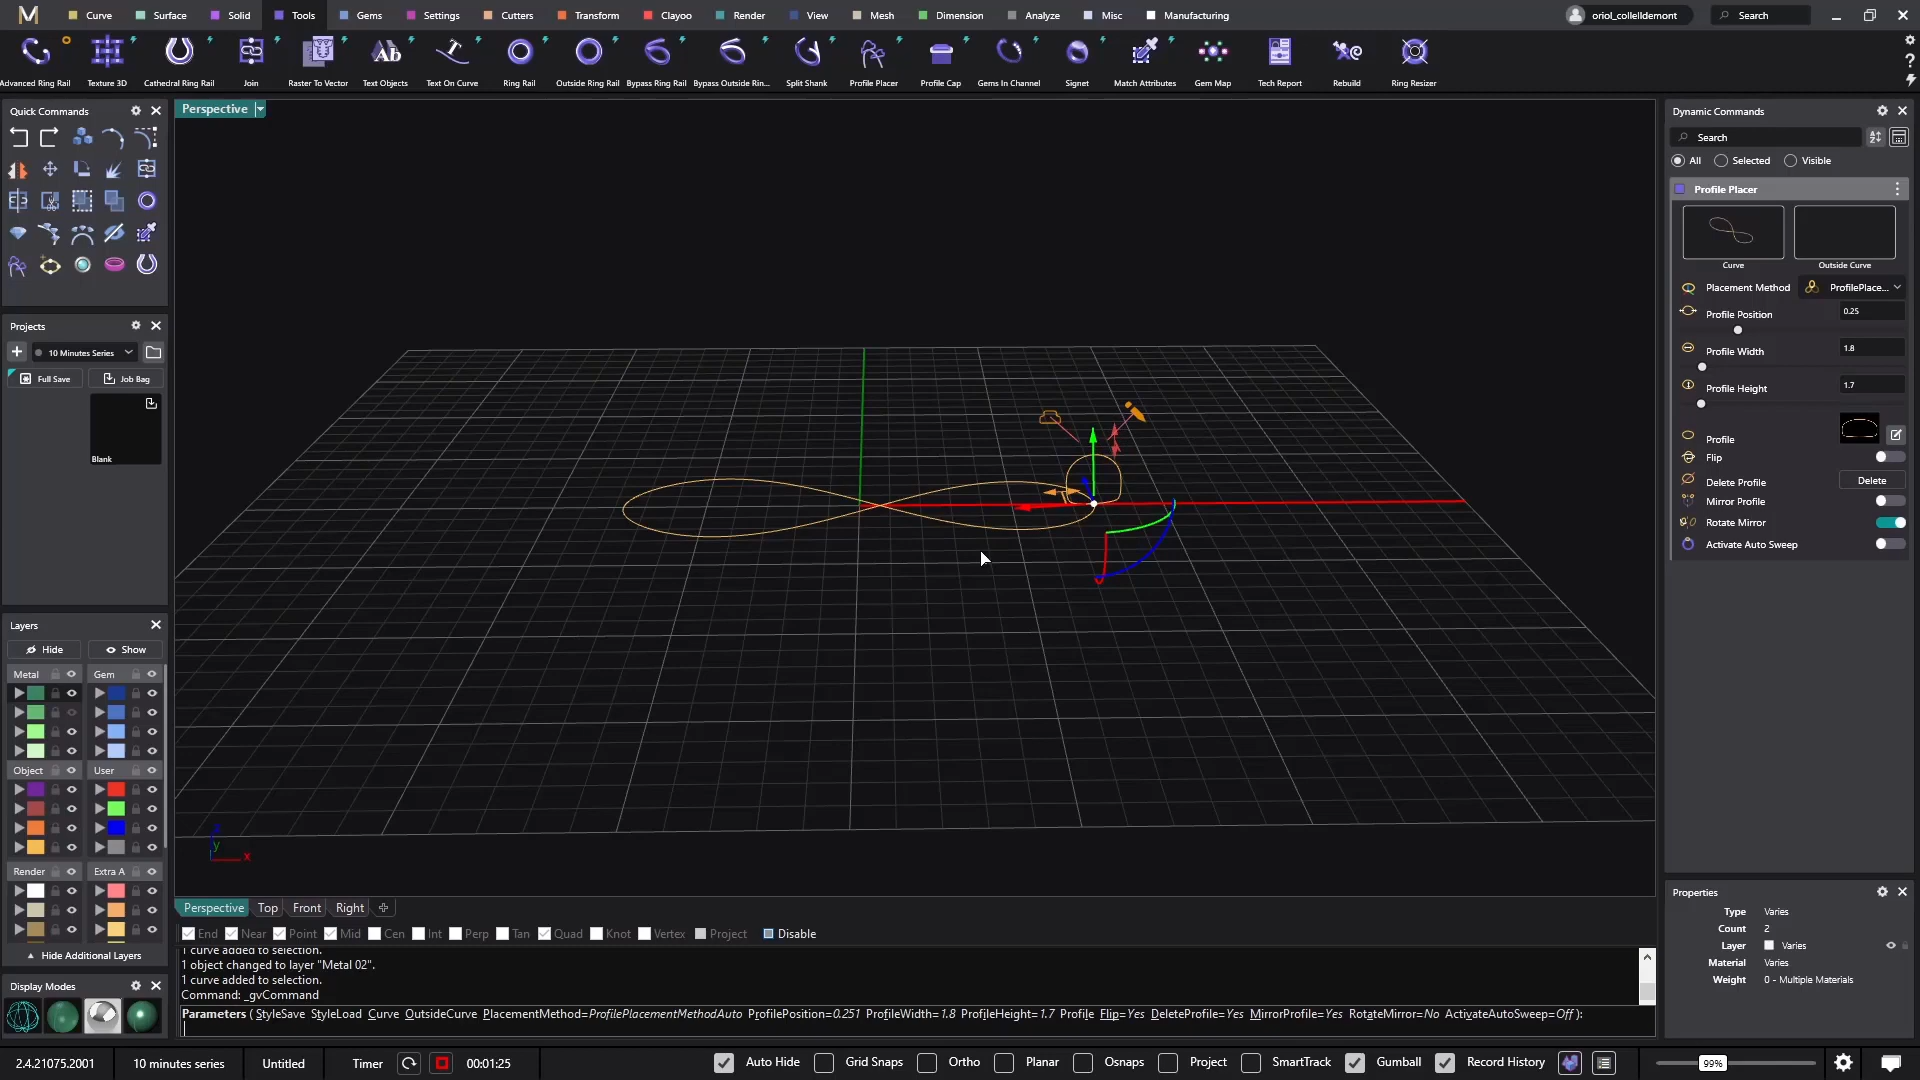 Curve Surface Solid Tools Gems Settings Cutters Transform Clayoo Render View Mesh Dimension Analyze Misc Manufacturing oriol_collelldemont Search
Advanced Ring Rail Texture 3D Cathedral Ring Rail Join Raster To Vector Text Objects Text On Curve Ring Rail Outside Ring Rail Bypass Ring Rail Bypass Outside Rin... Split Shank Profile Placer Profile Cap Gems In Channel Signet Match Attributes Gem Map Tech Report Rebuild Ring Resizer
Quick Commands
Perspective
Dynamic Commands
Search
All Selected Visible
Profile Placer
Curve Outside Curve
Placement Method ProfilePlace...
Profile Position 0.25
Profile Width 1.8
Profile Height 1.7
Profile
Flip
Delete Profile Delete
Mirror Profile
Rotate Mirror
Activate Auto Sweep
Projects
10 Minutes Series
Full Save Job Bag
Blank
Layers
Hide Show
Metal Gem
Object User
Render Extra A
Hide Additional Layers
Display Modes
z
y
x
Perspective Top Front Right
End Near Point Mid Cen Int Perp Tan Quad Knot Vertex Project Disable
1 curve added to selection.
1 object changed to layer "Metal 02".
1 curve added to selection.
Command: _gvCommand
Parameters ( StyleSave StyleLoad Curve OutsideCurve PlacementMethod=ProfilePlacementMethodAuto ProfilePosition=0.251 ProfileWidth=1.8 ProfileHeight=1.7 Profile Flip=Yes DeleteProfile=Yes MirrorProfile=Yes RotateMirror=No ActivateAutoSweep=Off ):
Properties
Type Varies
Count 2
Layer Varies
Material Varies
Weight 0 - Multiple Materials
2.4.21075.2001 10 minutes series Untitled Timer 00:01:25 Auto Hide Grid Snaps Ortho Planar Osnaps Project SmartTrack Gumball Record History 99%